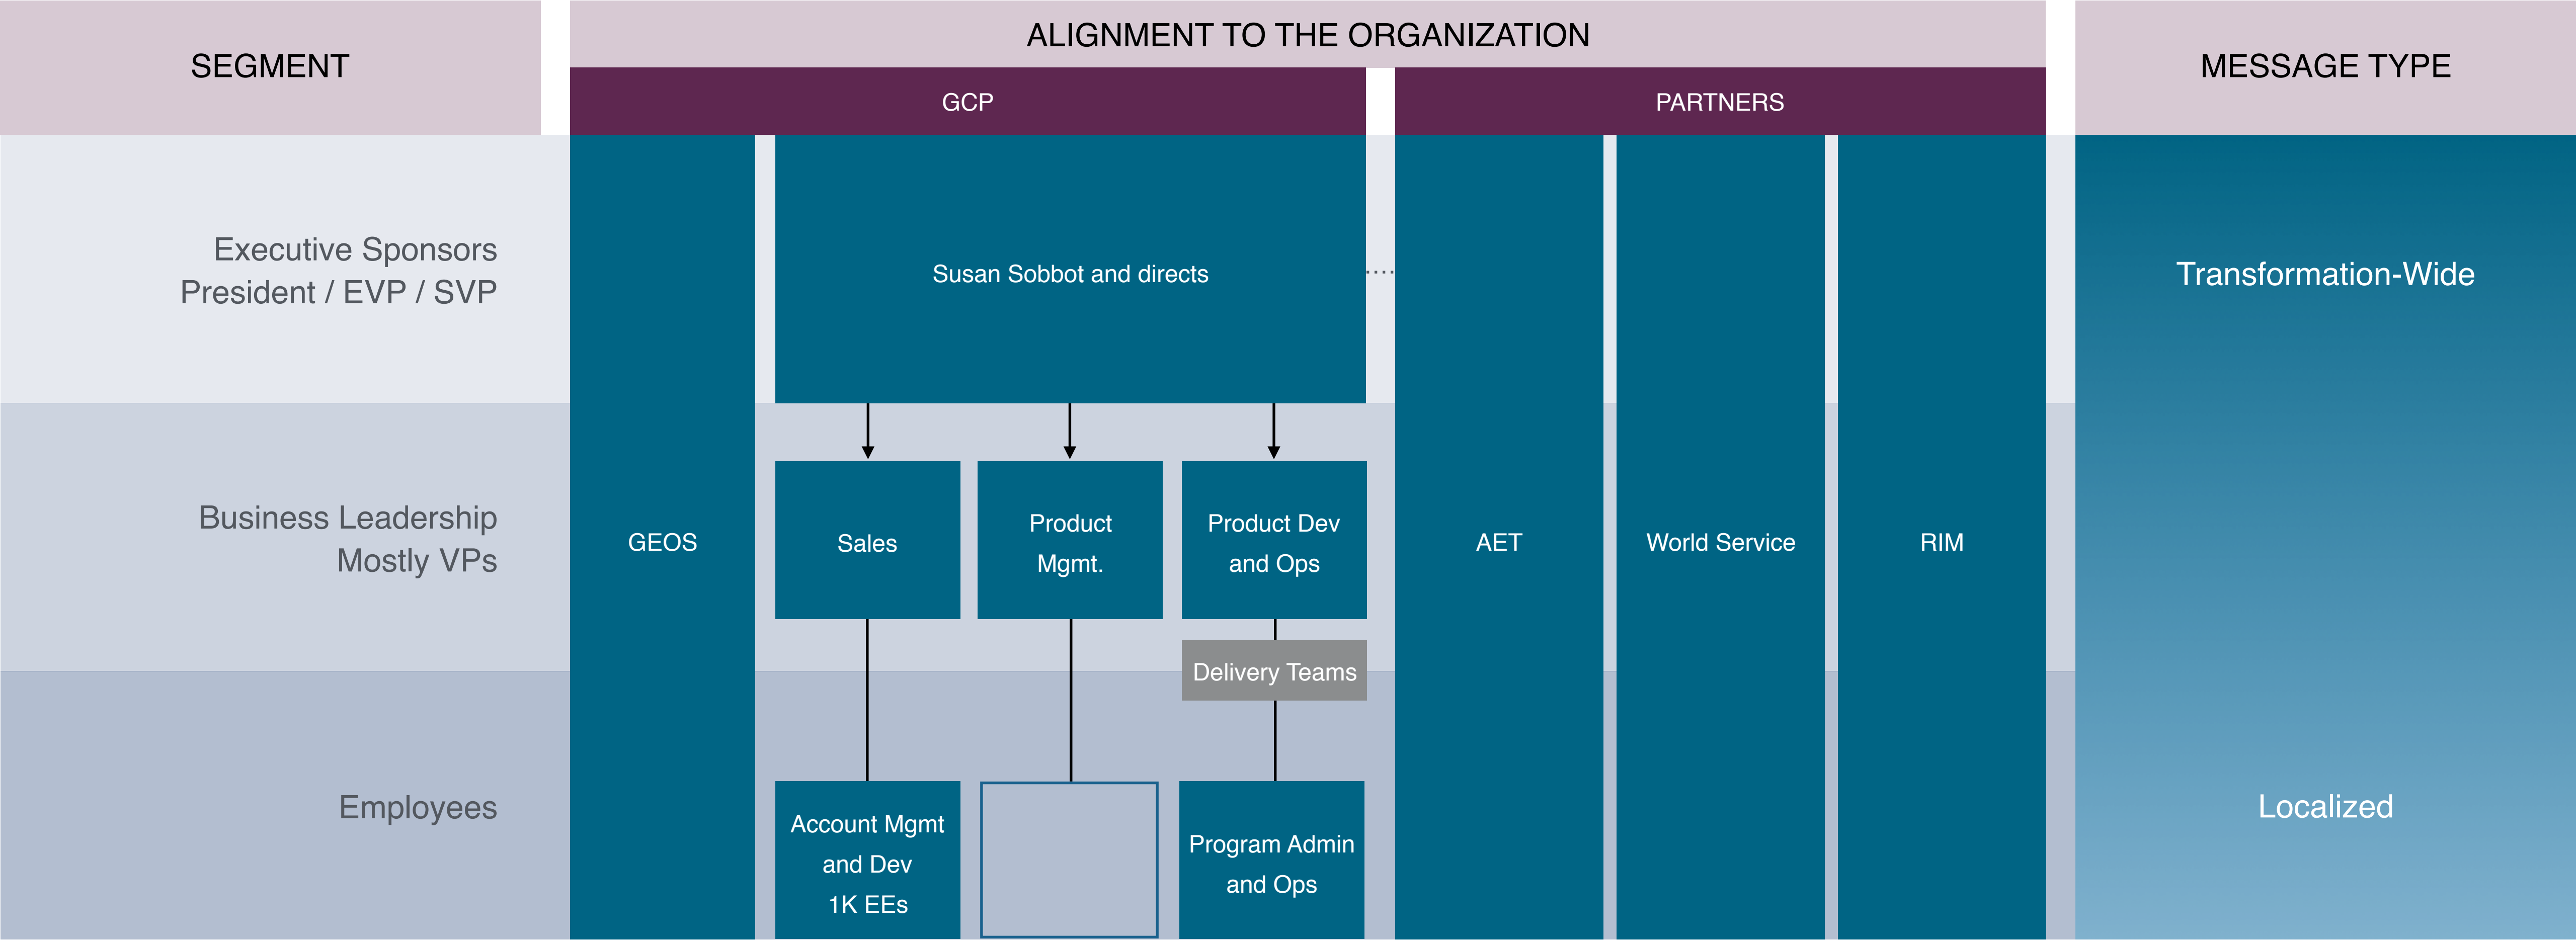 SEGMENT
ALIGNMENT TO THE ORGANIZATION
MESSAGE TYPE
GCP
PARTNERS
Executive Sponsors
President / EVP / SVP
Susan Sobbot and directs
Transformation-Wide
Business Leadership
Mostly VPs
GEOS
Sales
Product
Mgmt.
Product Dev
and Ops
AET
World Service
RIM
Delivery Teams
Employees
Account Mgmt
and Dev
1K EEs
Program Admin
and Ops
Localized